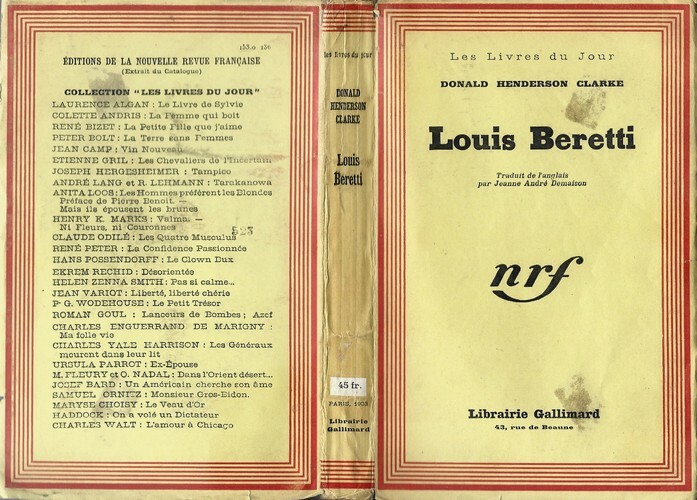 ÉDITIONS DE LA NOUVELLE REVUE FRANÇAISE
(Extrait du Catalogue)
COLLECTION "LES LIVRES DU JOUR"
LAURENCE ALGAN : Le Livre de Sylvie
COLETTE ANDRIS : La Femme qui boit
RENÉ BIZET : La Petite Fille que j'aime
PETER BOLT : La Terre sans Femmes
JEAN CAMP : Vin Nouveau
ETIENNE GRIL : Les Chevaliers de l'Incertain
JOSEPH HERGESHEIMER : Tampico
ANDRÉ LANG et R. LEHMANN : Tarakanowa
ANITA LOOS : Les Hommes préfèrent les Blondes
Préface de Pierre Benoit. —
Mais ils épousent les brunes
HENRY K. MARKS : Valma. —
Ni Fleurs, ni Couronnes
CLAUDE ODILÉ : Les Quatre Musculus
525
RENÉ PETER : La Confidence Passionnée
HANS POSSENDORFF : Le Clown Bux
EKREM RECHID : Désorientée
HELEN ZENNA SMITH : Pas si calme...
JEAN VARIOT : Liberté, liberté chérie
P. G. WODEHOUSE : Le Petit Trésor
ROMAN GOUL : Lanceurs de Bombes ; Azef
CHARLES ENGUERRAND DE MARIGNY :
Ma folle vie
CHARLES YALE HARRISON : Les Généraux
meurent dans leur lit
URSULA PARROT : Ex-Épouse
M. FLEURY et O. NADAL : Dans l'Orient désert...
JOSEF BARD : Un Américain cherche son âme
SAMUEL ORNITZ : Monsieur Gros-Bidon.
MARYSE CHOISY : Le Veau d'Or
HADDOCK : On a volé un Dictateur
CHARLES WALT : L'amour à Chicago
les livres du jour
DONALD
HENDERSON
CLARKE
Louis
Beretti
45 fr.
PARIS,
Librairie
Gallimard
Les Livres du Jour
DONALD HENDERSON CLARKE
Louis Beretti
Traduit de l'anglais
par Jeanne André Demaison
nrf
Librairie Gallimard
43, rue de Beaune